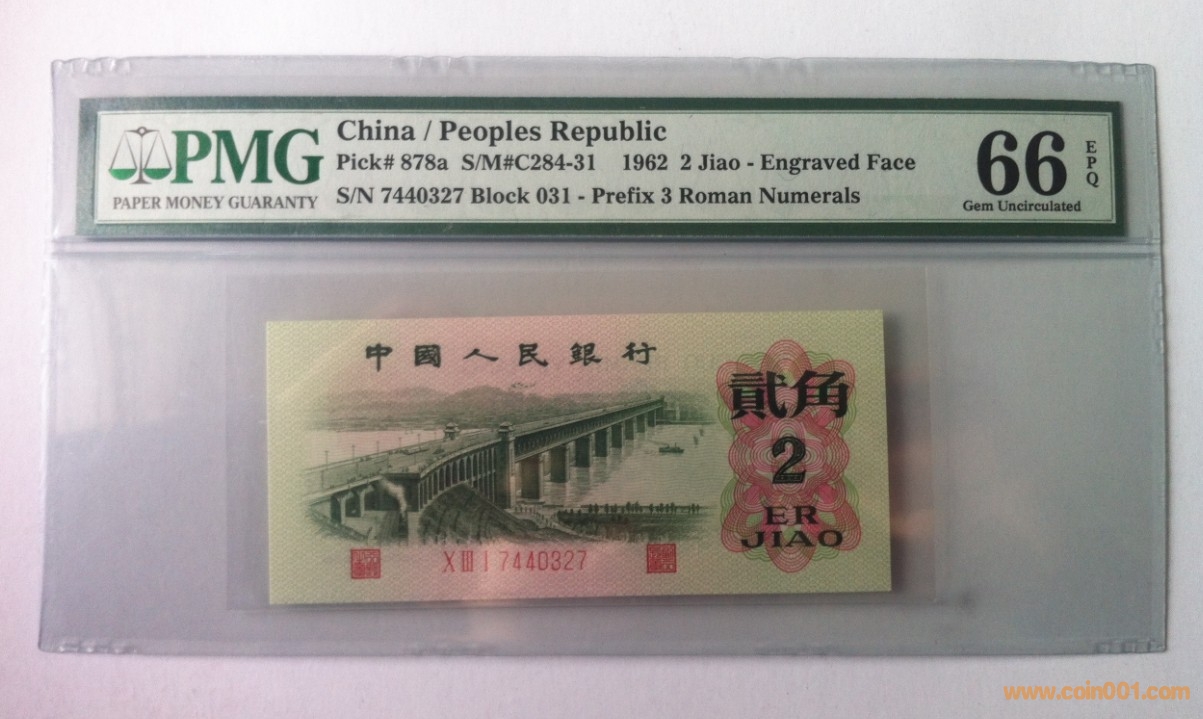 PMG
PAPER MONEY GUARANTY
China / Peoples Republic
Pick# 878a S/M#C284-31 1962 2 Jiao - Engraved Face
S/N 7440327 Block 031 - Prefix 3 Roman Numerals
66
EPQ
Gem Uncirculated
中國人民銀行
貳角
2
ER
JIAO
X III I 7440327
www.coin001.com